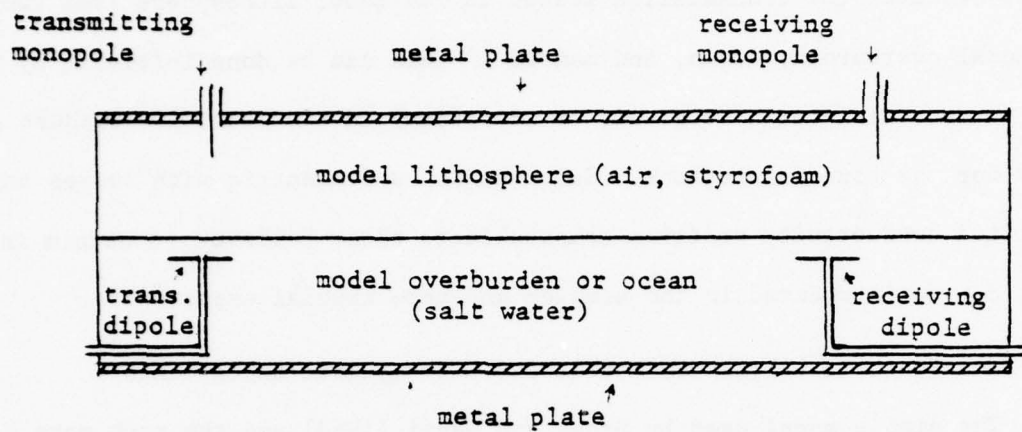 transmitting
monopole
metal plate
receiving
monopole
model lithosphere (air, styrofoam)
model overburden or ocean
(salt water)
trans.
dipole
receiving
dipole
metal plate